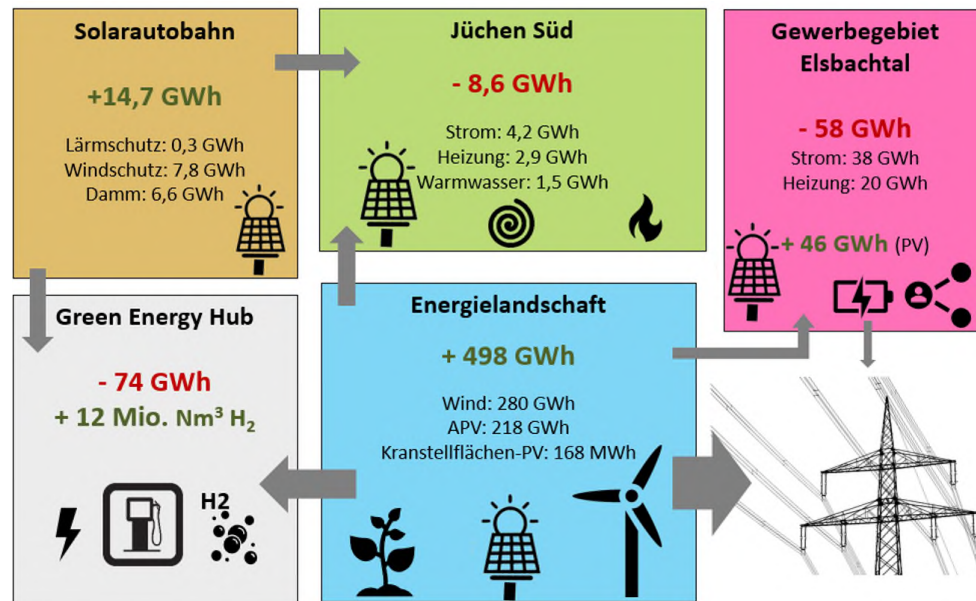 Solarautobahn
+14,7 GWh
Lärmschutz: 0,3 GWh
Windschutz: 7,8 GWh
Damm: 6,6 GWh
Jüchen Süd
- 8,6 GWh
Strom: 4,2 GWh
Heizung: 2,9 GWh
Warmwasser: 1,5 GWh
Gewerbegebiet
Elsbachtal
- 58 GWh
Strom: 38 GWh
Heizung: 20 GWh
+ 46 GWh (PV)
Green Energy Hub
- 74 GWh
+ 12 Mio. Nm³ H₂
H2
Energielandschaft
+ 498 GWh
Wind: 280 GWh
APV: 218 GWh
Kranstellflächen-PV: 168 MWh